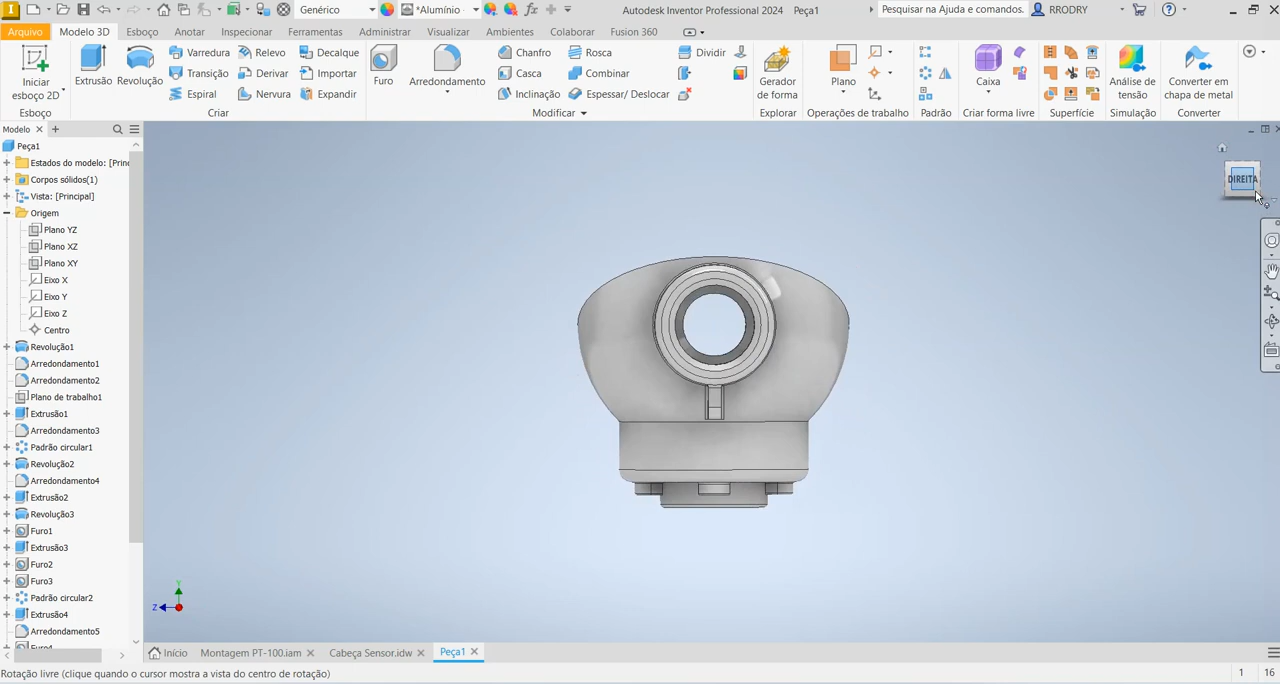 Genérico
*Alumínio
Autodesk Inventor Professional 2024 Peça1
Pesquisar na Ajuda e comandos.
RRODRY
Arquivo
Modelo 3D
Esboço
Anotar
Inspecionar
Ferramentas
Administrar
Visualizar
Ambientes
Colaborar
Fusion 360
Iniciar
esboço 2D
Esboço
Extrusão
Revolução
Varredura
Transição
Espiral
Relevo
Derivar
Nervura
Decalque
Importar
Expandir
Criar
Furo
Arredondamento
Chanfro
Casca
Inclinação
Rosca
Combinar
Espessar/ Deslocar
Dividir
Modificar
Gerador
de forma
Explorar
Plano
Operações de trabalho
Padrão
Caixa
Criar forma livre
Superfície
Análise de
tensão
Simulação
Converter em
chapa de metal
Converter
Modelo
Peça1
Estados do modelo: [Princ
Corpos sólidos(1)
Vista: [Principal]
Origem
Plano YZ
Plano XZ
Plano XY
Eixo X
Eixo Y
Eixo Z
Centro
Revolução1
Arredondamento1
Arredondamento2
Plano de trabalho1
Extrusão1
Arredondamento3
Padrão circular1
Revolução2
Arredondamento4
Extrusão2
Revolução3
Furo1
Extrusão3
Furo2
Furo3
Padrão circular2
Extrusão4
Arredondamento5
Furo4
DIREITA
Y
Z
Início
Montagem PT-100.iam
Cabeça Sensor.idw
Peça1
Rotação livre (clique quando o cursor mostra a vista do centro de rotação)
1
16